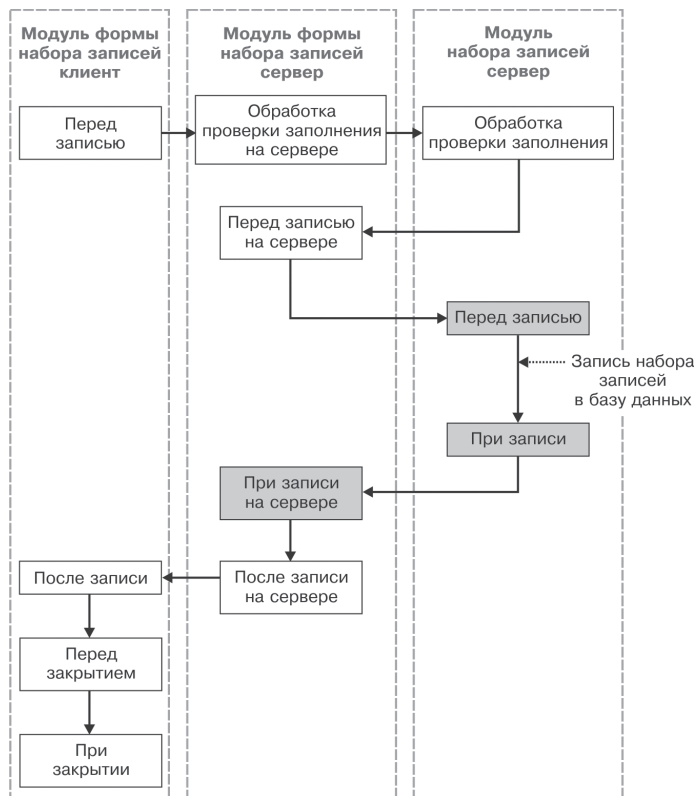 Модуль формы
набора записей
клиент
Модуль формы
набора записей
сервер
Модуль
набора записей
сервер
Перед
записью
Обработка
проверки заполнения
на сервере
Обработка
проверки заполнения
Перед записью
на сервере
Перед записью
Запись набора
записей
в базу данных
При записи
При записи
на сервере
После записи
После записи
на сервере
Перед
закрытием
При
закрытии